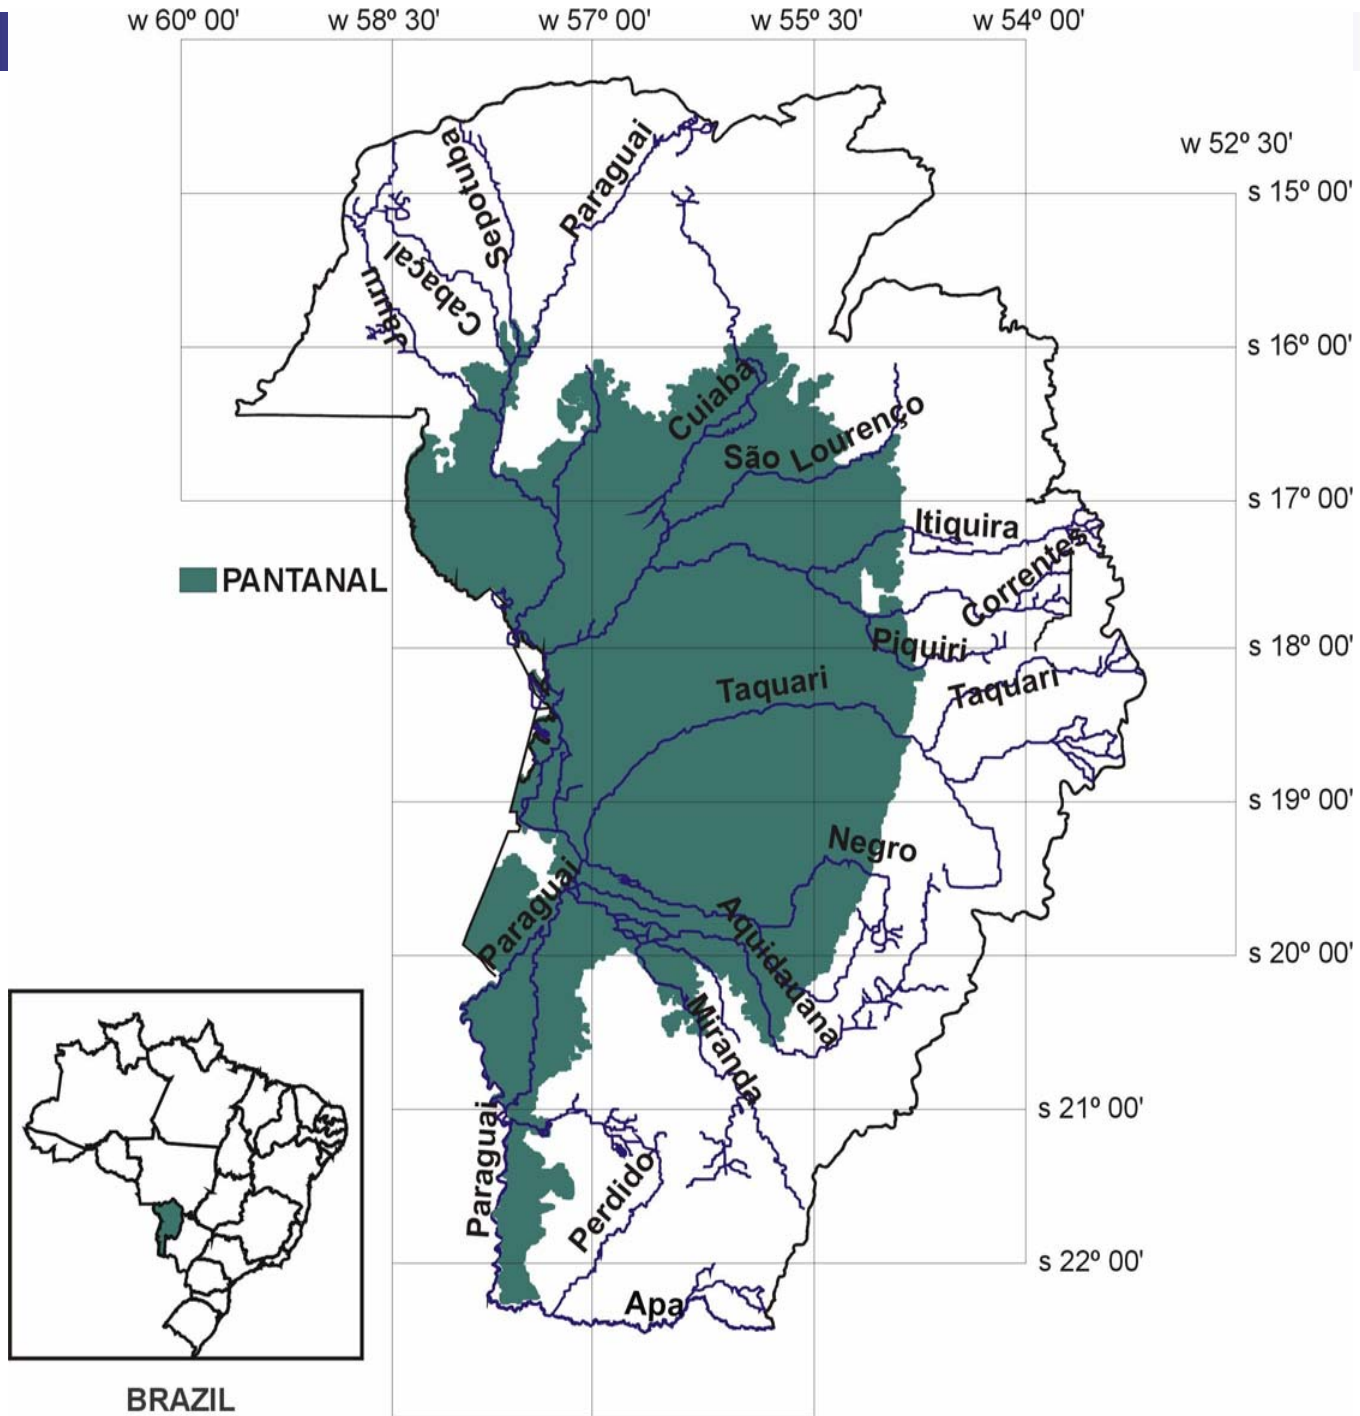 w 60º 00' w 58º 30' w 57º 00' w 55º 30' w 54º 00'
w 52º 30'
s 15º 00'
Sepotuba
Paraguai
Cabaçal
Jauru
s 16º 00'
Cuiabá
São Lourenço
s 17º 00'
Itiquira
Correntes
PANTANAL
Piquiri
s 18º 00'
Taquari
Taquari
s 19º 00'
Negro
Paraguai
Aquidauana
s 20º 00'
Miranda
s 21º 00'
Paraguai
Perdido
s 22º 00'
Apa
BRAZIL